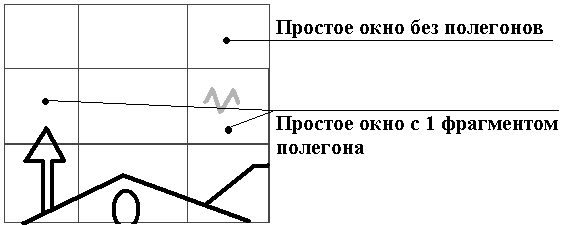 Простое окно без полегонов
Простое окно с 1 фрагментом
полегона